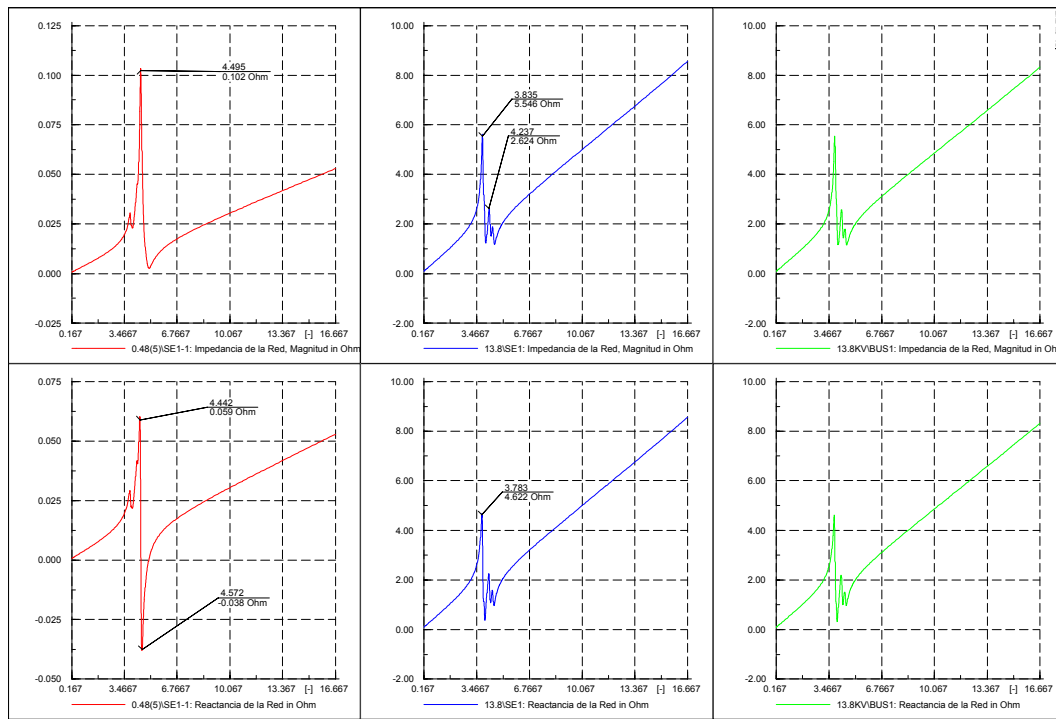 0.125
0.100
0.075
0.050
0.025
0.000
-0.025
0.167 3.4667 6.7667 10.067 13.367 [-] 16.667
4.495
0.102 Ohm
0.48(5)\SE1-1: Impedancia de la Red, Magnitud in Ohm
10.00
8.00
6.00
4.00
2.00
0.00
-2.00
0.167 3.4667 6.7667 10.067 13.367 [-] 16.667
3.835
5.546 Ohm
4.237
2.624 Ohm
13.8\SE1: Impedancia de la Red, Magnitud in Ohm
10.00
8.00
6.00
4.00
2.00
0.00
-2.00
0.167 3.4667 6.7667 10.067 13.367 [-] 16.667
13.8KV\BUS1: Impedancia de la Red, Magnitud in Ohm
0.075
0.050
0.025
0.000
-0.025
-0.050
0.167 3.4667 6.7667 10.067 13.367 [-] 16.667
4.442
0.059 Ohm
4.572
-0.038 Ohm
0.48(5)\SE1-1: Reactancia de la Red in Ohm
10.00
8.00
6.00
4.00
2.00
0.00
-2.00
0.167 3.4667 6.7667 10.067 13.367 [-] 16.667
3.783
4.622 Ohm
13.8\SE1: Reactancia de la Red in Ohm
10.00
8.00
6.00
4.00
2.00
0.00
-2.00
0.167 3.4667 6.7667 10.067 13.367 [-] 16.667
13.8KV\BUS1: Reactancia de la Red in Ohm